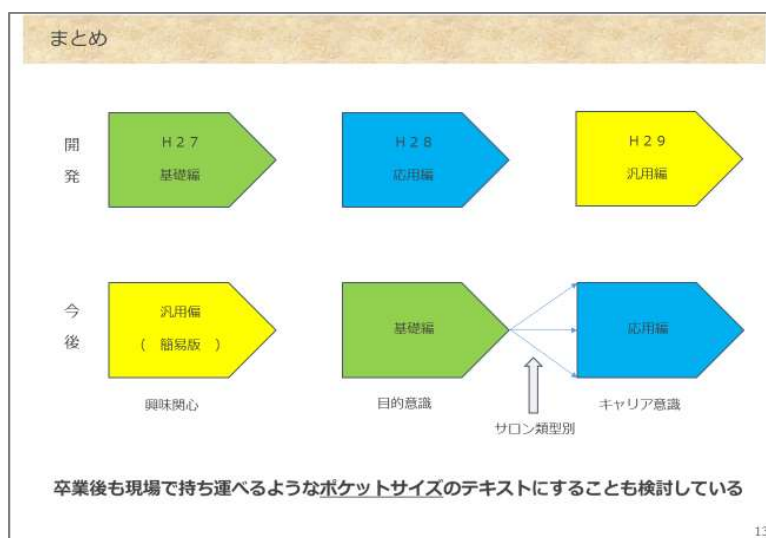 まとめ
開発
H27
基礎編
H28
応用編
H29
汎用編
今後
汎用偏
( 簡易版 )
基礎編
応用編
興味関心
目的意識
キャリア意識
サロン類型別
卒業後も現場で持ち運べるようなポケットサイズのテキストにすることも検討している
13